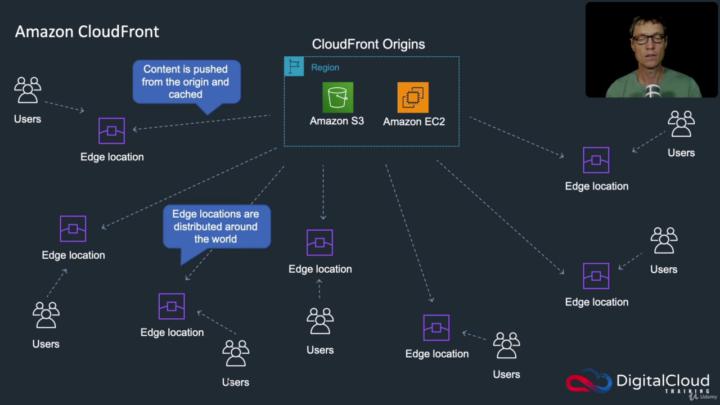 Amazon CloudFront
CloudFront Origins
Content is pushed
from the origin and
cached
Region
Amazon S3
Amazon EC2
Users
Edge location
Users
Edge location
Edge locations are
distributed around
the world
Edge location
Users
Edge location
Users
Edge location
Edge location
Users
Users
Edge location
Users
Edge location
Users
DigitalCloud
TRAINING
Udemy